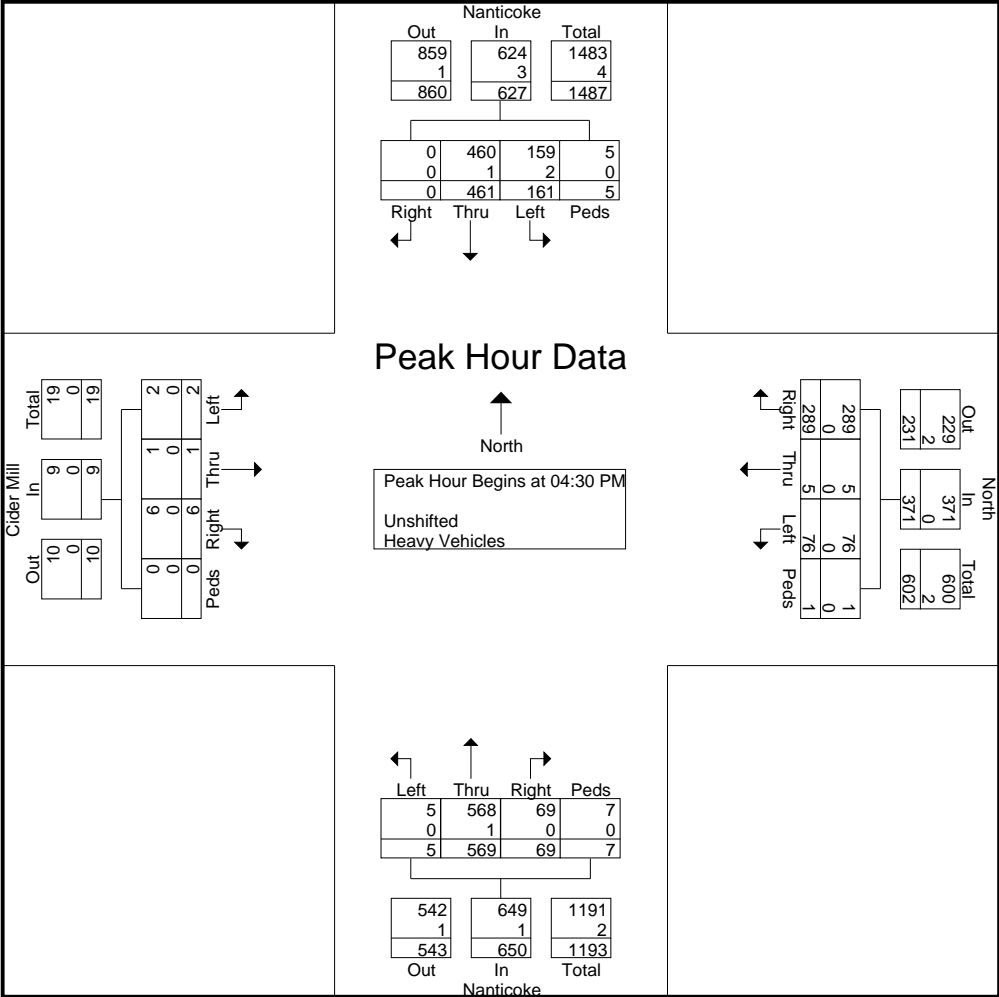 Nanticoke
Out In Total
859 624 1483
1 3 4
860 627 1487
0 460 159 5
0 1 2 0
0 461 161 5
Right Thru Left Peds
Peak Hour Data
North
Peak Hour Begins at 04:30 PM
Unshifted
Heavy Vehicles
Cider Mill
Out In Total
10 9 19
0 0 0
10 9 19
0 6 1 2
0 0 0 0
0 6 1 2
Peds Right Thru Left
North
Out In Total
229 371 600
2 0 2
231 371 602
289 5 76 1
0 0 0 0
289 5 76 1
Right Thru Left Peds
Left Thru Right Peds
5 568 69 7
0 1 0 0
5 569 69 7
542 649 1191
1 1 2
543 650 1193
Out In Total
Nanticoke